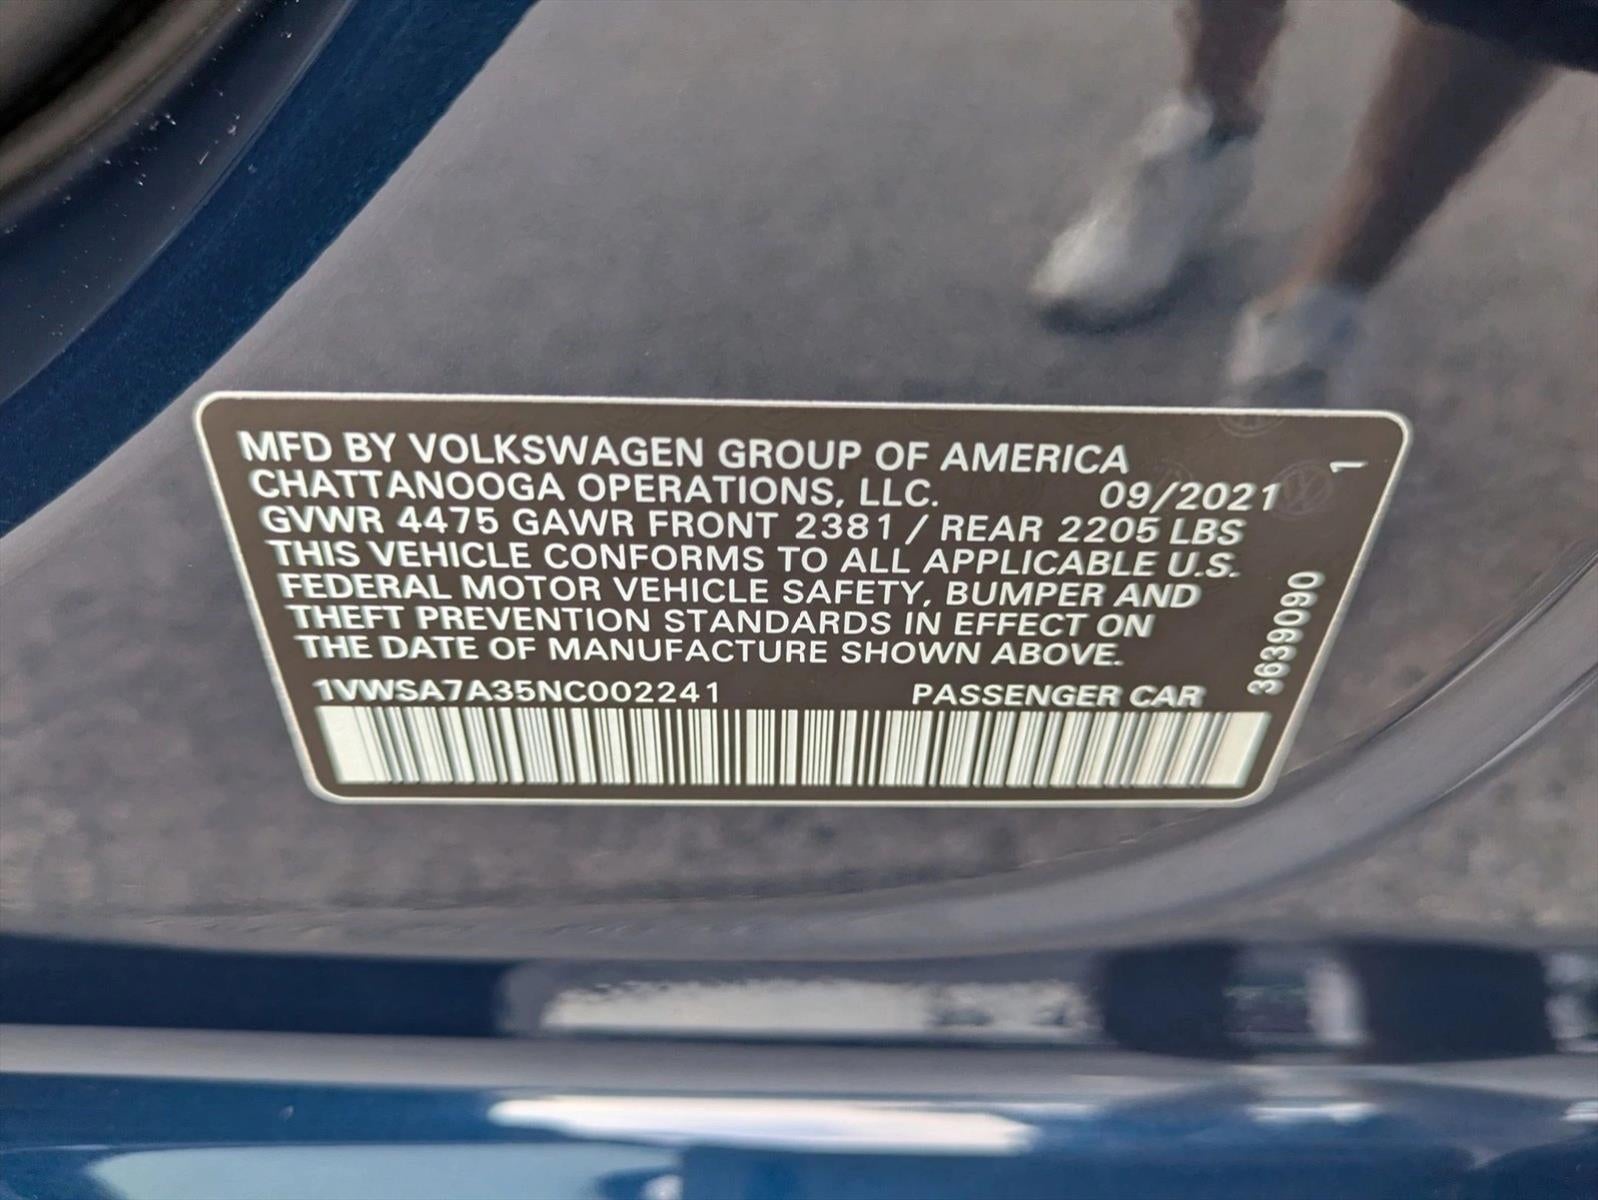 MFD BY VOLKSWAGEN GROUP OF AMERICA
CHATTANOOGA OPERATIONS, LLC. 09/2021
GVWR 4475 GAWR FRONT 2381 / REAR 2205 LBS
THIS VEHICLE CONFORMS TO ALL APPLICABLE U.S.
FEDERAL MOTOR VEHICLE SAFETY, BUMPER AND
THEFT PREVENTION STANDARDS IN EFFECT ON
THE DATE OF MANUFACTURE SHOWN ABOVE.
1VWSA7A35NC002241 PASSENGER CAR
3639090
1